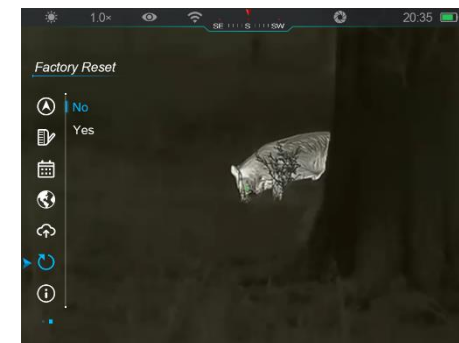 1.0×
20:35
SE S SW
Factory Reset
No
Yes